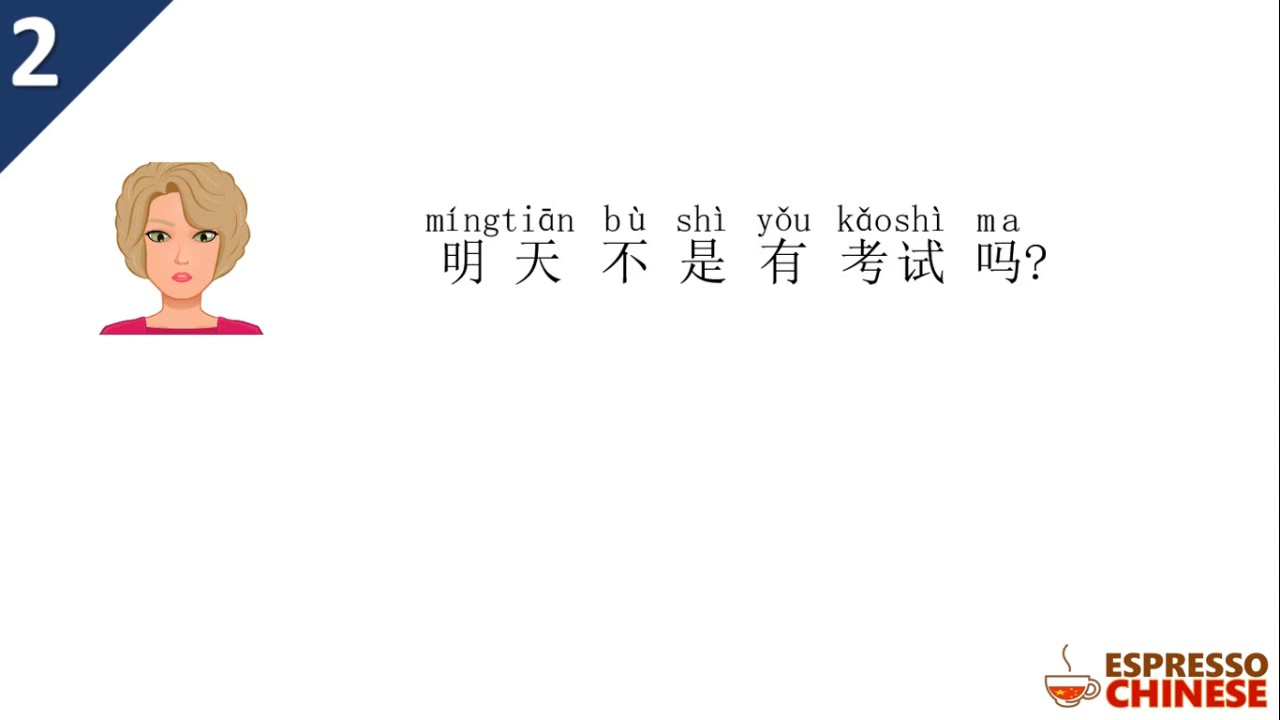 2
míngtiān bù shì yǒu kǎoshì ma
明天不是有考试吗?
ESPRESSO
CHINESE